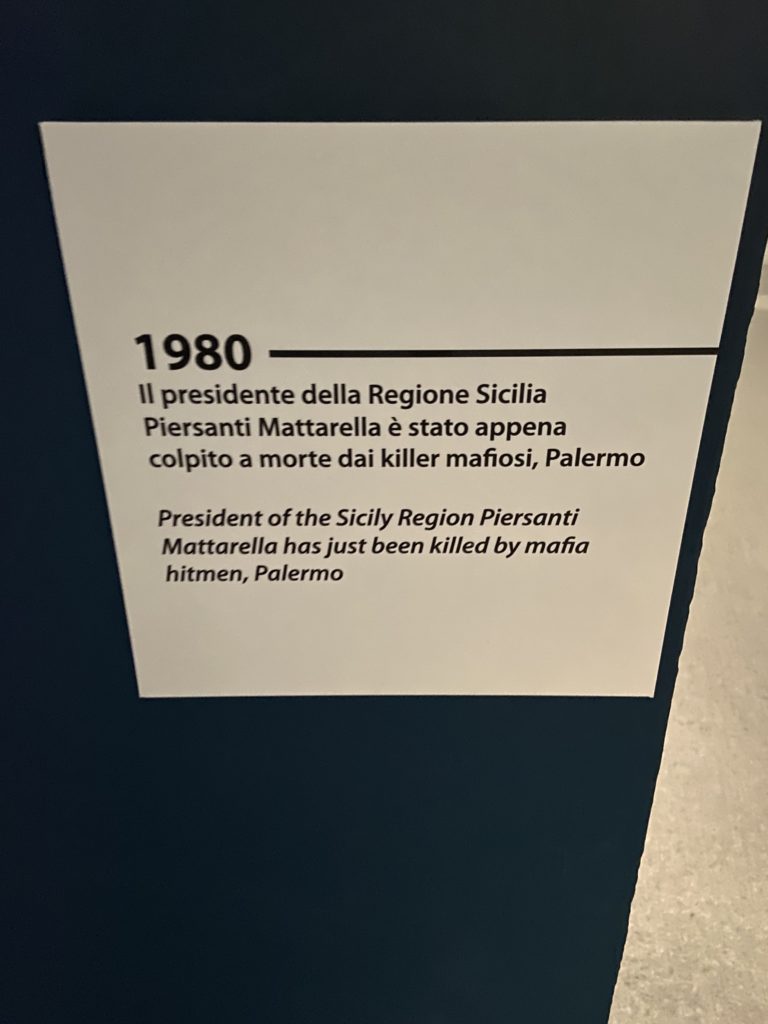 1980
Il presidente della Regione Sicilia
Piersanti Mattarella è stato appena
colpito a morte dai killer mafiosi, Palermo
President of the Sicily Region Piersanti
Mattarella has just been killed by mafia
hitmen, Palermo